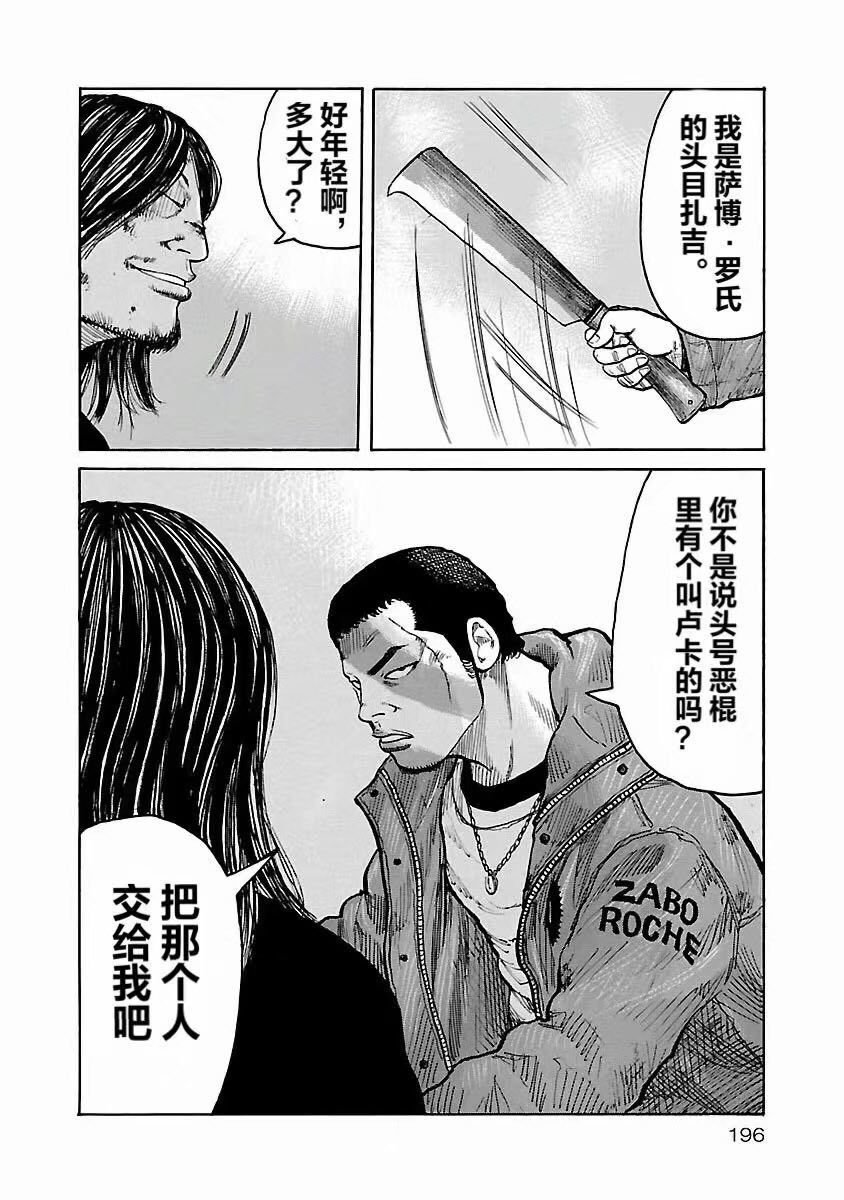 我是萨博·罗氏
的头目扎吉。
好年轻啊，
多大了？
你不是说头号恶棍
里有个叫卢卡的吗？
把那个人
交给我吧
ZABO
ROCHE
196